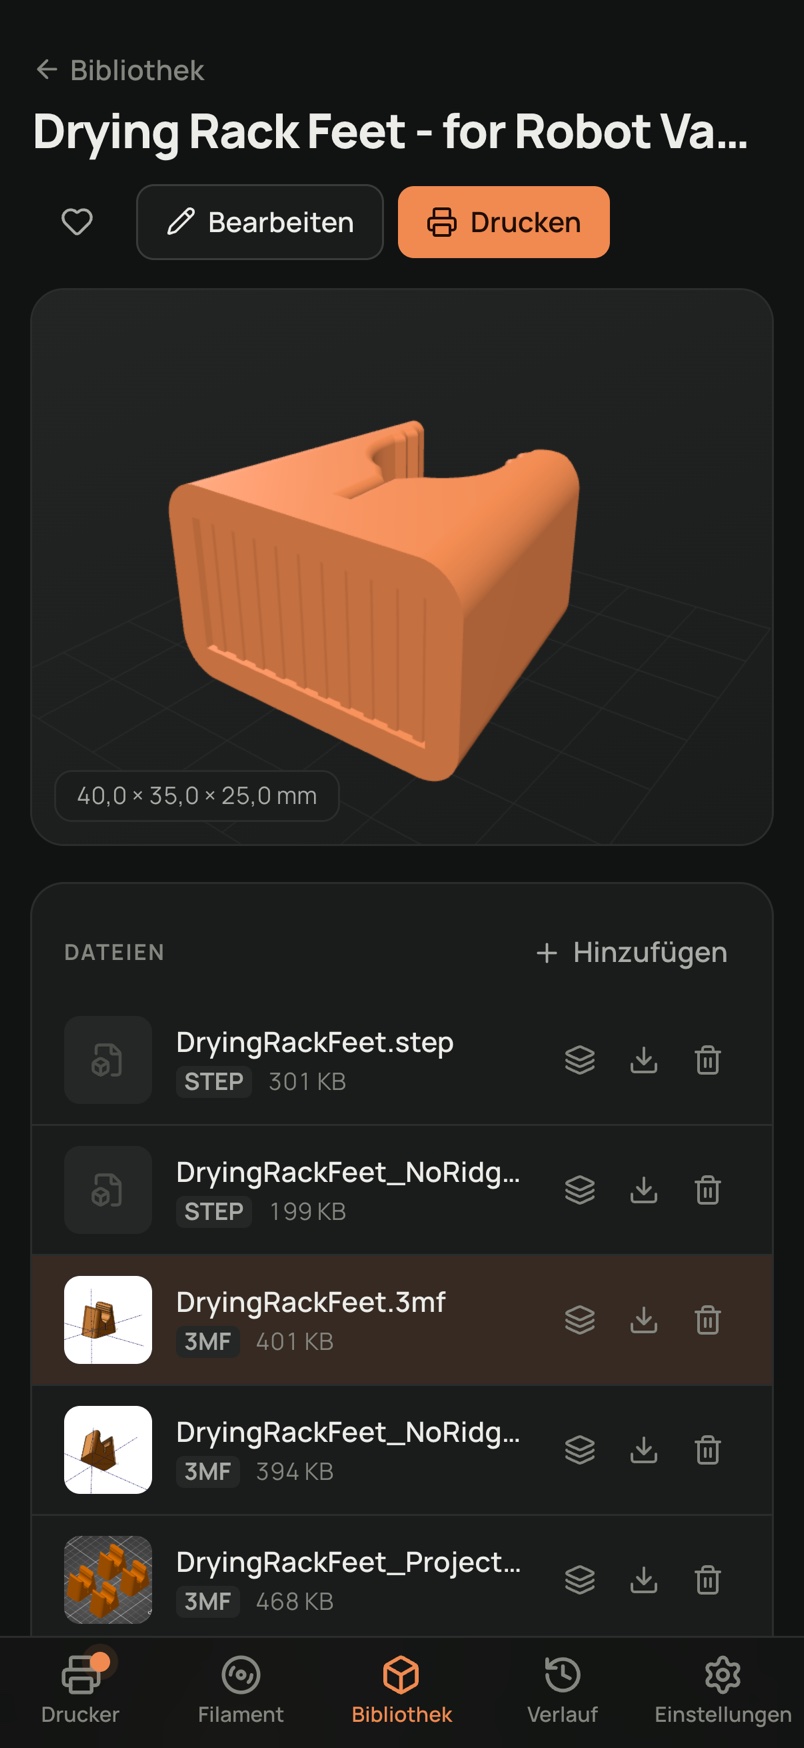 Bibliothek
Drying Rack Feet - for Robot Va...
Bearbeiten
Drucken
40,0 × 35,0 × 25,0 mm
DATEIEN
+ Hinzufügen
DryingRackFeet.step
STEP 301 KB
DryingRackFeet_NoRidg...
STEP 199 KB
DryingRackFeet.3mf
3MF 401 KB
DryingRackFeet_NoRidg...
3MF 394 KB
DryingRackFeet_Project...
3MF 468 KB
Drucker Filament Bibliothek Verlauf Einstellungen